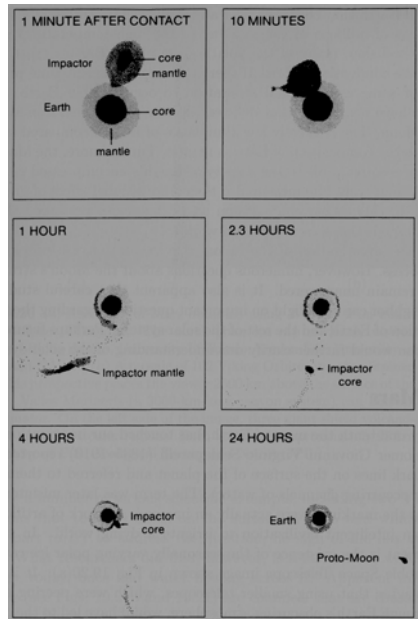 1 MINUTE AFTER CONTACT
Impactor
core
mantle
Earth
core
mantle
10 MINUTES
1 HOUR
Impactor mantle
2.3 HOURS
Impactor
core
4 HOURS
Impactor
core
24 HOURS
Earth
Proto-Moon